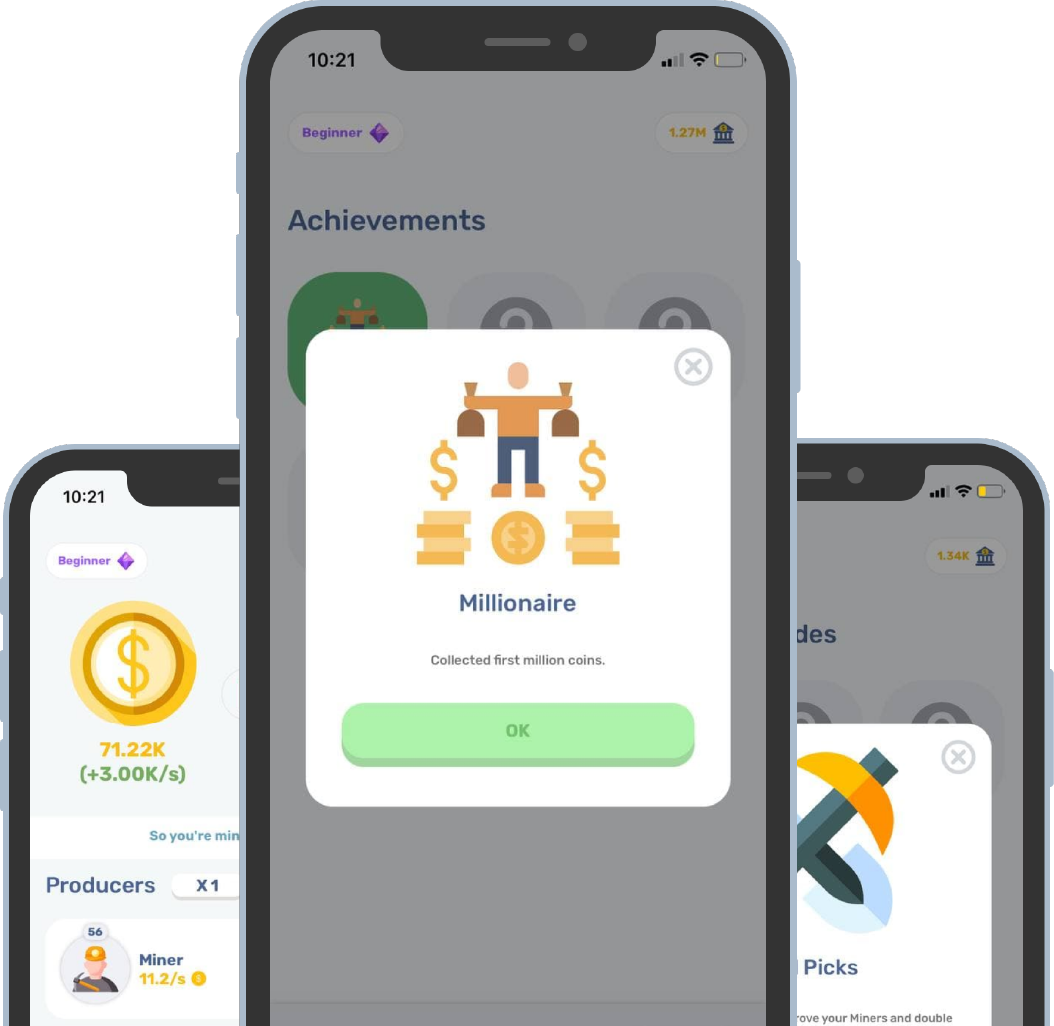 10:21
Beginner
1.27M
Achievements
Millionaire
Collected first million coins.
OK
10:21
Beginner
71.22K
(+3.00K/s)
So you're min
Producers
X1
56
Miner
11.2/s
1.34K
des
Picks
ove your Miners and double